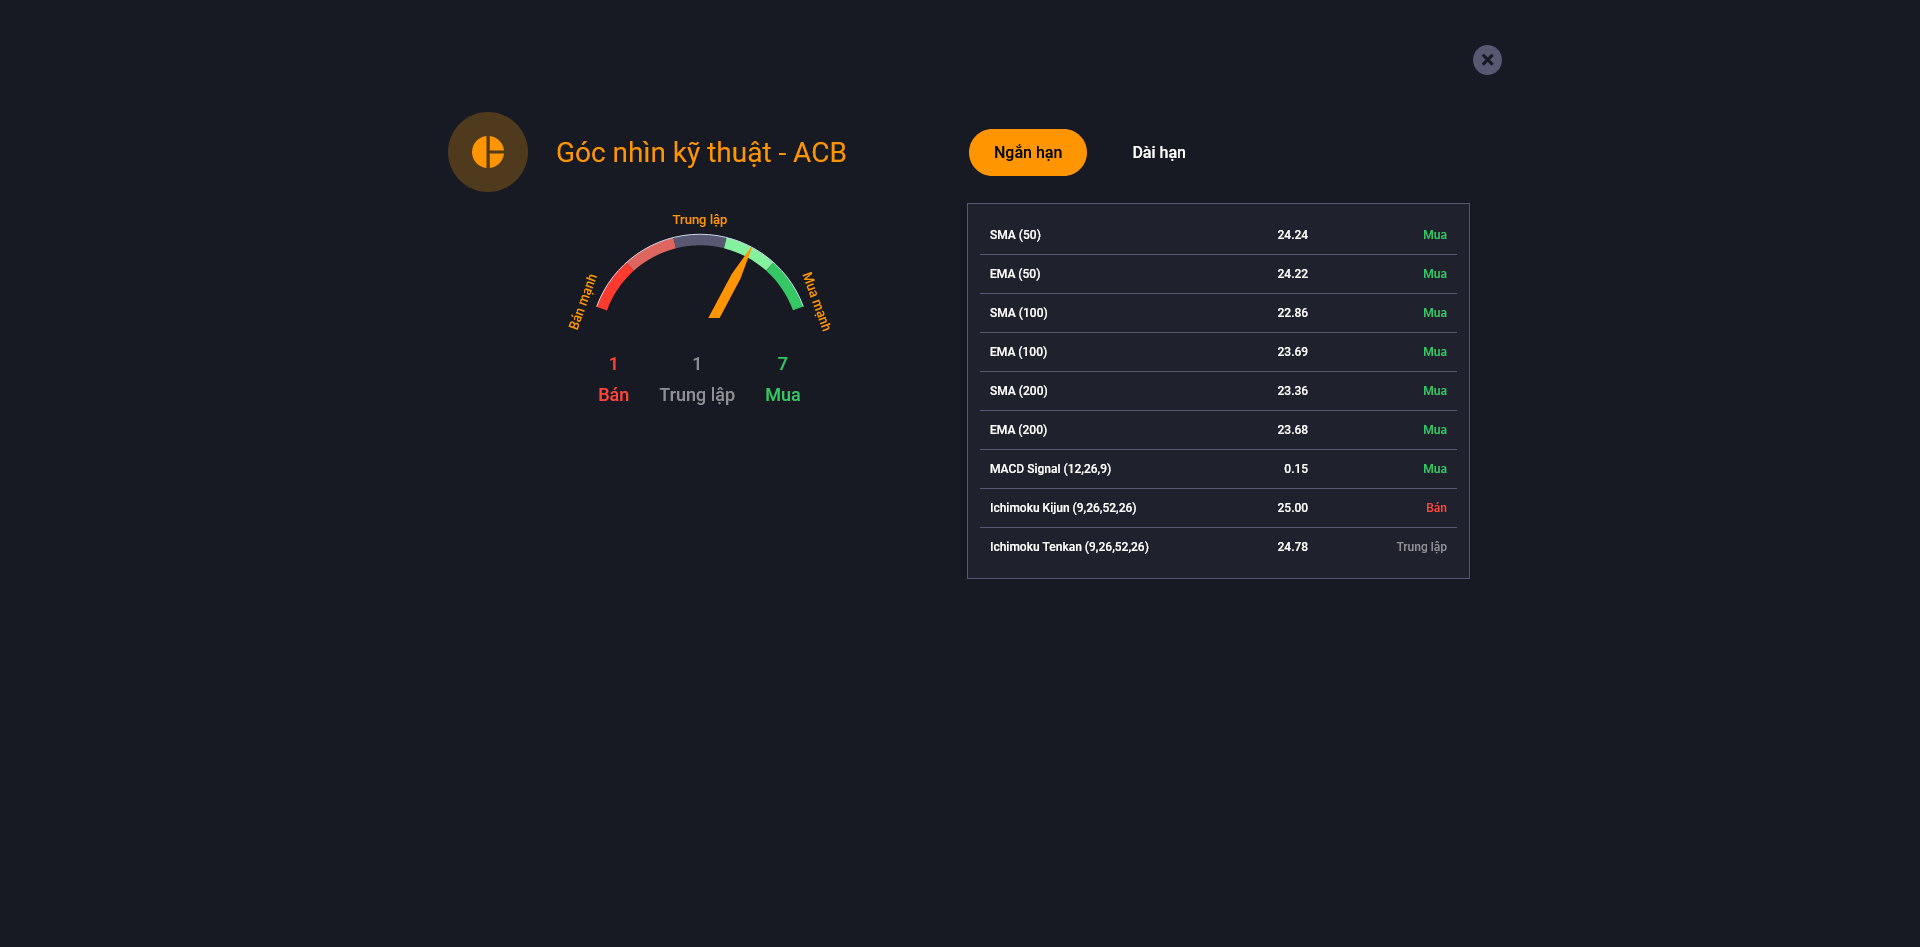 Góc nhìn kỹ thuật - ACB
Trung lập
Bán mạnh
Mua mạnh
1 1 7
Bán Trung lập Mua
Ngắn hạn Dài hạn
SMA (50) 24.24 Mua
EMA (50) 24.22 Mua
SMA (100) 22.86 Mua
EMA (100) 23.69 Mua
SMA (200) 23.36 Mua
EMA (200) 23.68 Mua
MACD Signal (12,26,9) 0.15 Mua
Ichimoku Kijun (9,26,52,26) 25.00 Bán
Ichimoku Tenkan (9,26,52,26) 24.78 Trung lập